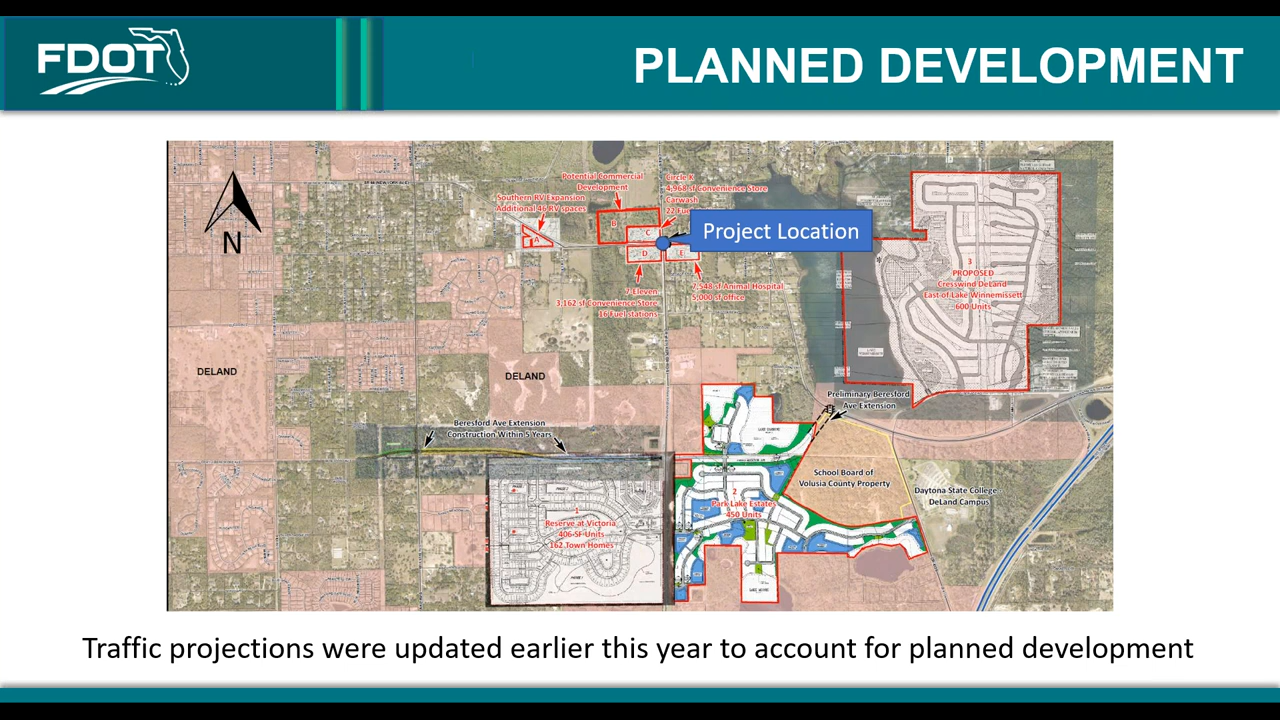 FDOT
PLANNED DEVELOPMENT
N
Potential Commercial
Development
Circle K
4,968 sf Convenience Store
Carwash
Southern RV Expansion
Additional 46 RV spaces
A
B
C
D
E
Project Location
7-Eleven
3,162 sf Convenience Store
16 Fuel stations
7,548 sf Animal Hospital
5,000 sf office
3
PROPOSED
Cresswind DeLand
East of Lake Winnemissett
600 Units
DELAND
DELAND
Preliminary Beresford
Ave Extension
Beresford Ave Extension
Construction Within 5 Years
School Board of
Volusia County Property
Daytona State College-
DeLand Campus
1
Reserve at Victoria
406 SF Units
162 Town Homes
2
Park Lake Estates
450 Units
Traffic projections were updated earlier this year to account for planned development